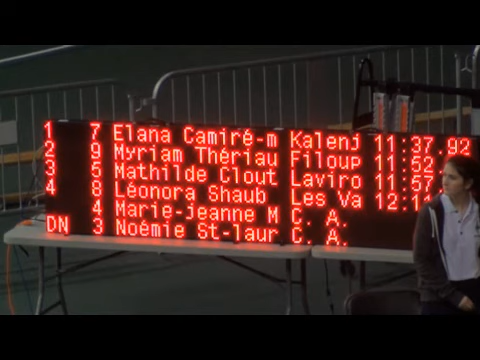 1 7 Elana Camiré-m Kalenj 11:37.92
2 9 Myriam Thériau Filoup 11:52.
3 5 Mathilde Clout Laviro 11:57.
4 8 Léonora Shaub Les Va 12:1
4 Marie-jeanne M C. A.
DN 3 Noémie St-laur C. A.